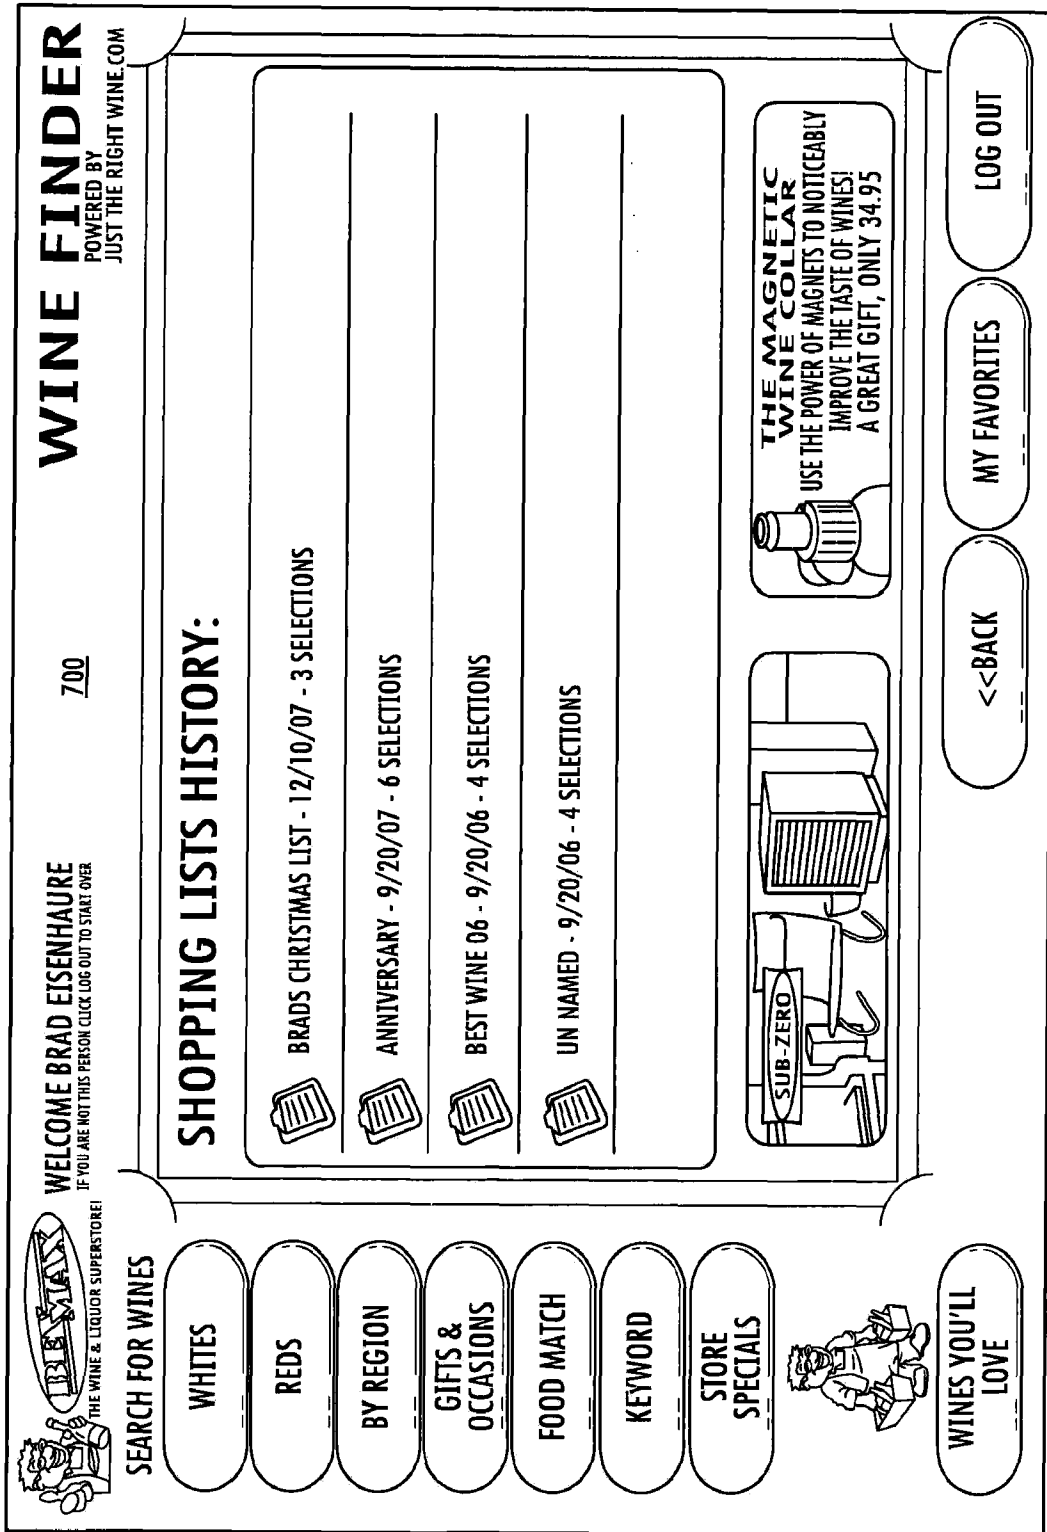 BEVMAX
THE WINE & LIQUOR SUPERSTORE!
WELCOME BRAD EISENHAURE
IF YOU ARE NOT THIS PERSON CLICK LOG OUT TO START OVER
700
WINE FINDER
POWERED BY
JUST THE RIGHT WINE.COM
SEARCH FOR WINES
WHITES
REDS
BY REGION
GIFTS &
OCCASIONS
FOOD MATCH
KEYWORD
STORE
SPECIALS
WINES YOU'LL
LOVE
SHOPPING LISTS HISTORY:
BRADS CHRISTMAS LIST - 12/10/07 - 3 SELECTIONS
ANNIVERSARY - 9/20/07 - 6 SELECTIONS
BEST WINE 06 - 9/20/06 - 4 SELECTIONS
UN NAMED - 9/20/06 - 4 SELECTIONS
SUB-ZERO
THE MAGNETIC
WINE COLLAR
USE THE POWER OF MAGNETS TO NOTICEABLY
IMPROVE THE TASTE OF WINES!
A GREAT GIFT, ONLY 34.95
<<BACK
MY FAVORITES
LOG OUT